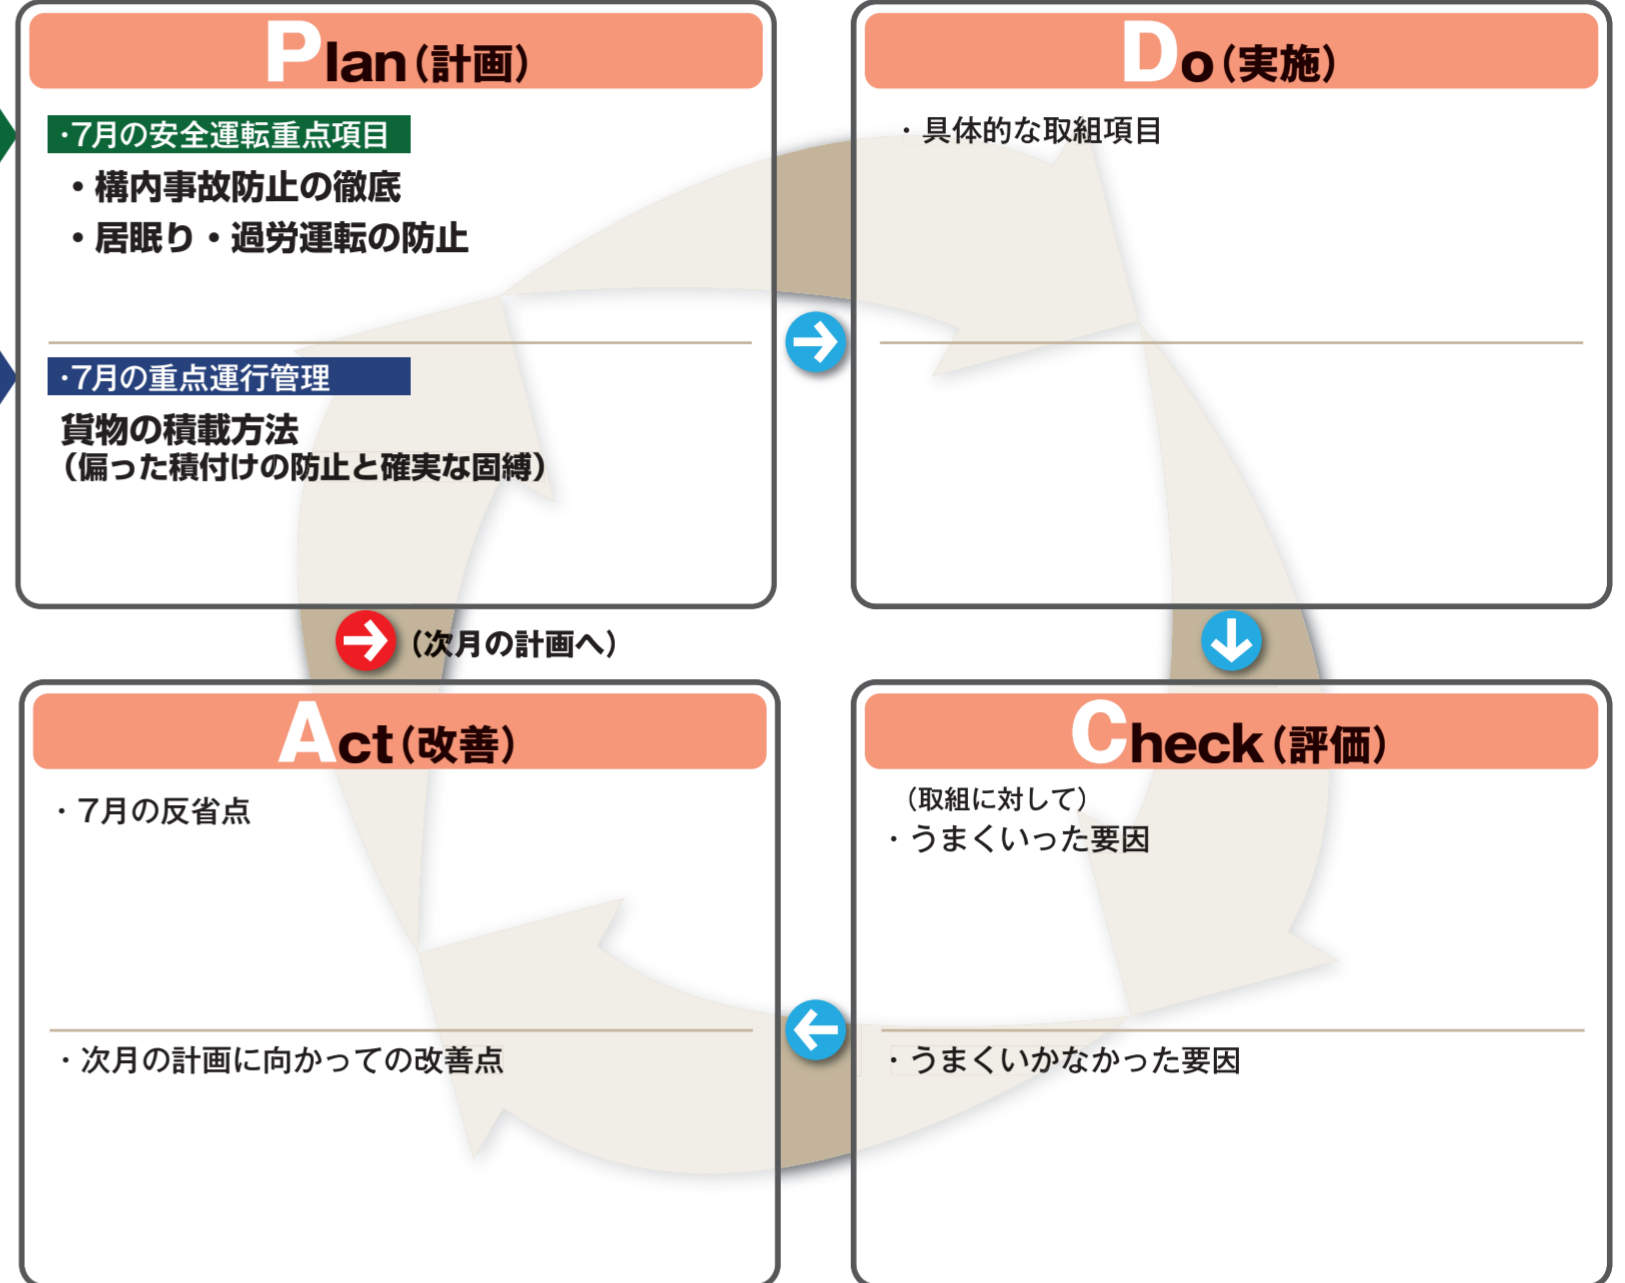 Plan(計画)
・7月の安全運転重点項目
・構内事故防止の徹底
・居眠り・過労運転の防止
・7月の重点運行管理
貨物の積載方法
(偏った積付けの防止と確実な固縛)
Do(実施)
・具体的な取組項目
(次月の計画へ)
Act(改善)
・7月の反省点
・次月の計画に向かっての改善点
Check(評価)
(取組に対して)
・うまくいった要因
・うまくいかなかった要因